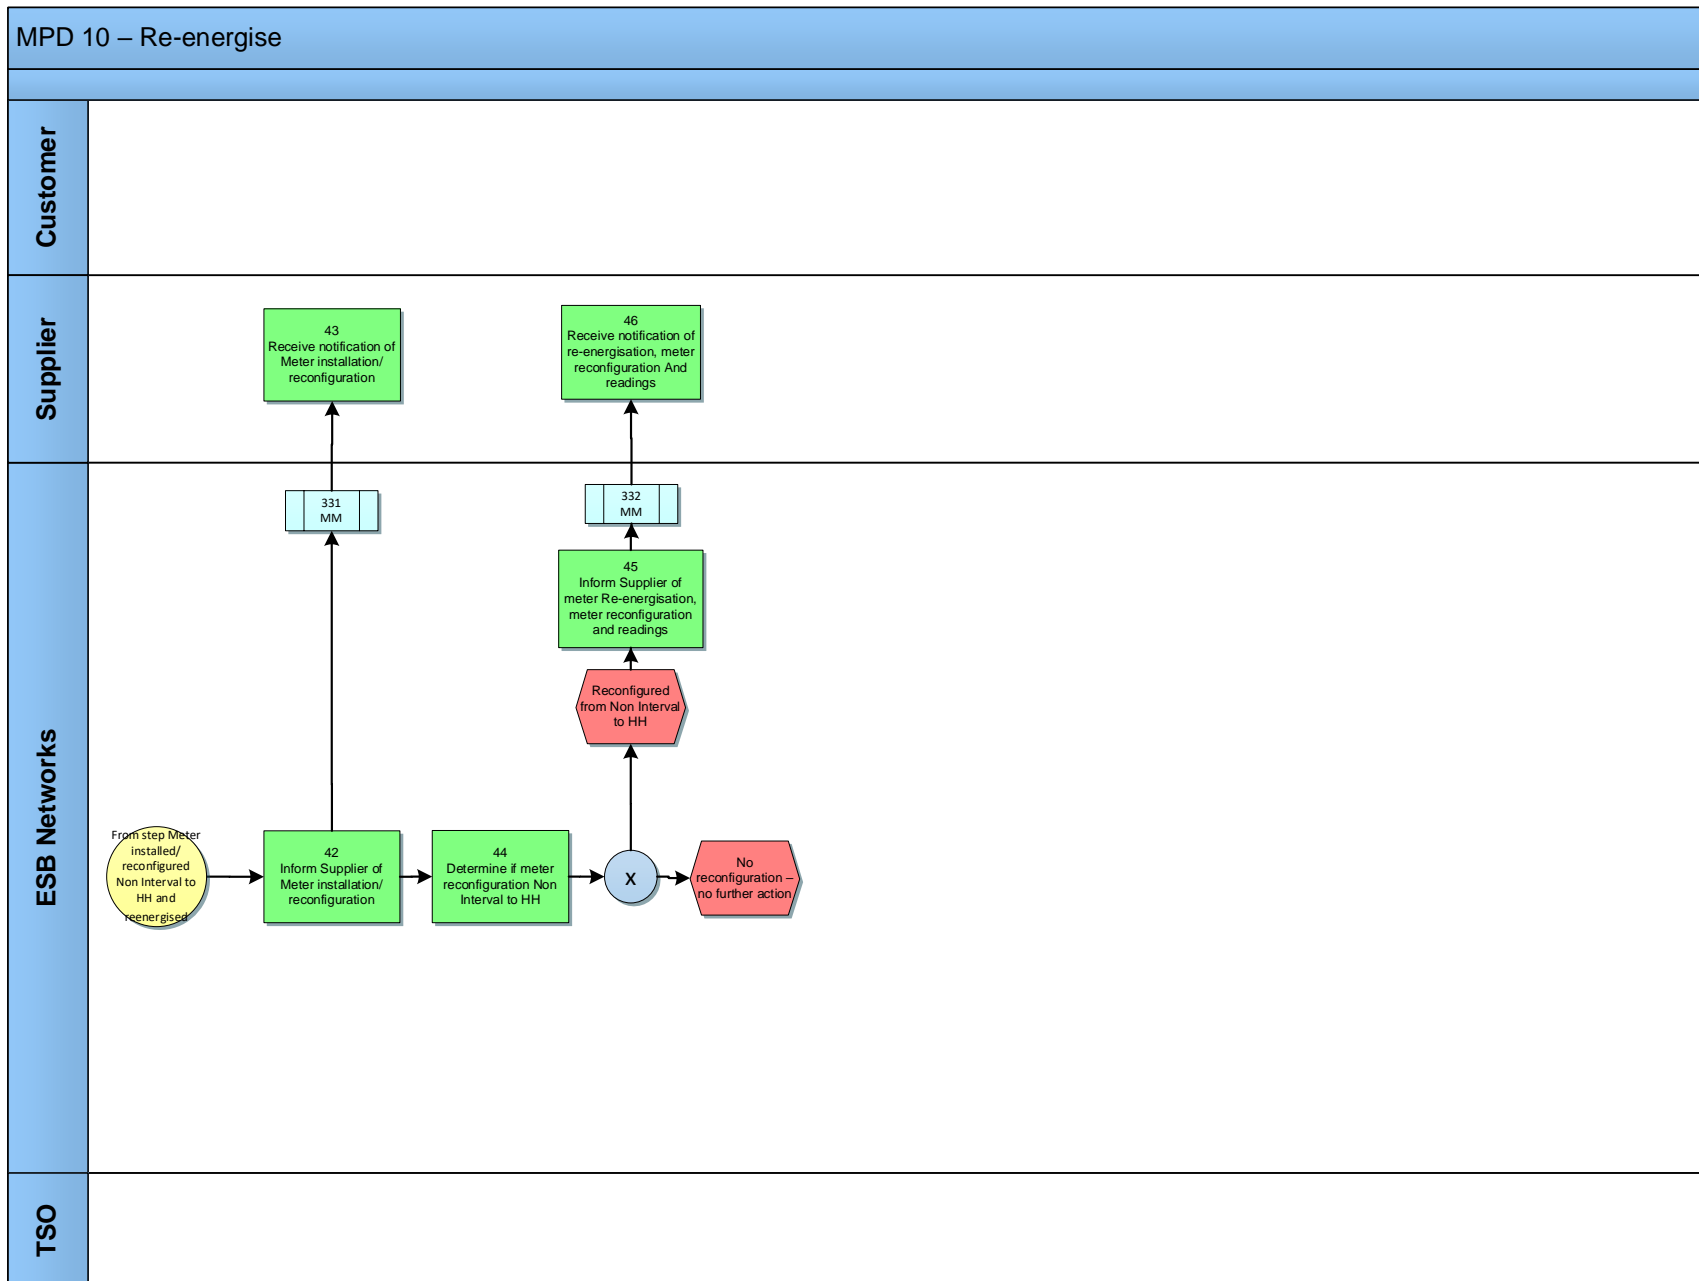 MPD 10 – Re-energise
Customer
Supplier
43
Receive notification of
Meter installation/
reconfiguration
46
Receive notification of
re-energisation, meter
reconfiguration And
readings
ESB Networks
331
MM
332
MM
45
Inform Supplier of
meter Re-energisation,
meter reconfiguration
and readings
Reconfigured
from Non Interval
to HH
From step Meter
installed/
reconfigured
Non Interval to
HH and
reenergised
42
Inform Supplier of
Meter installation/
reconfiguration
44
Determine if meter
reconfiguration Non
Interval to HH
X
No
reconfiguration –
no further action
TSO